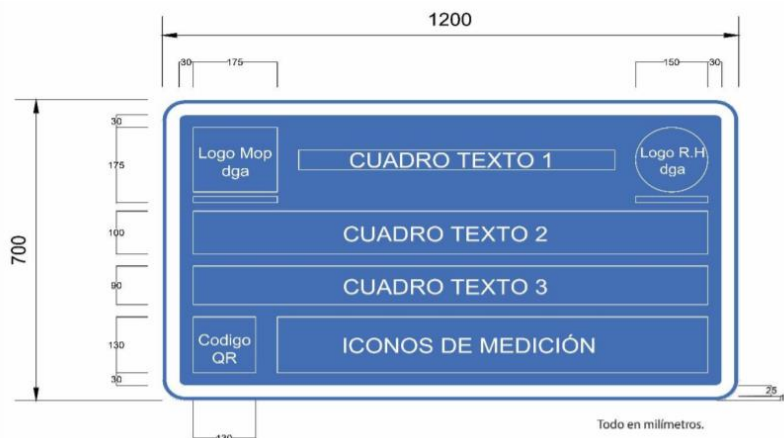 1200
30 175 150 30
30
175
100
90
130
30
700
Logo Mop
dga
CUADRO TEXTO 1
Logo R.H
dga
CUADRO TEXTO 2
CUADRO TEXTO 3
Codigo
QR
ICONOS DE MEDICIÓN
25
130
Todo en milímetros.